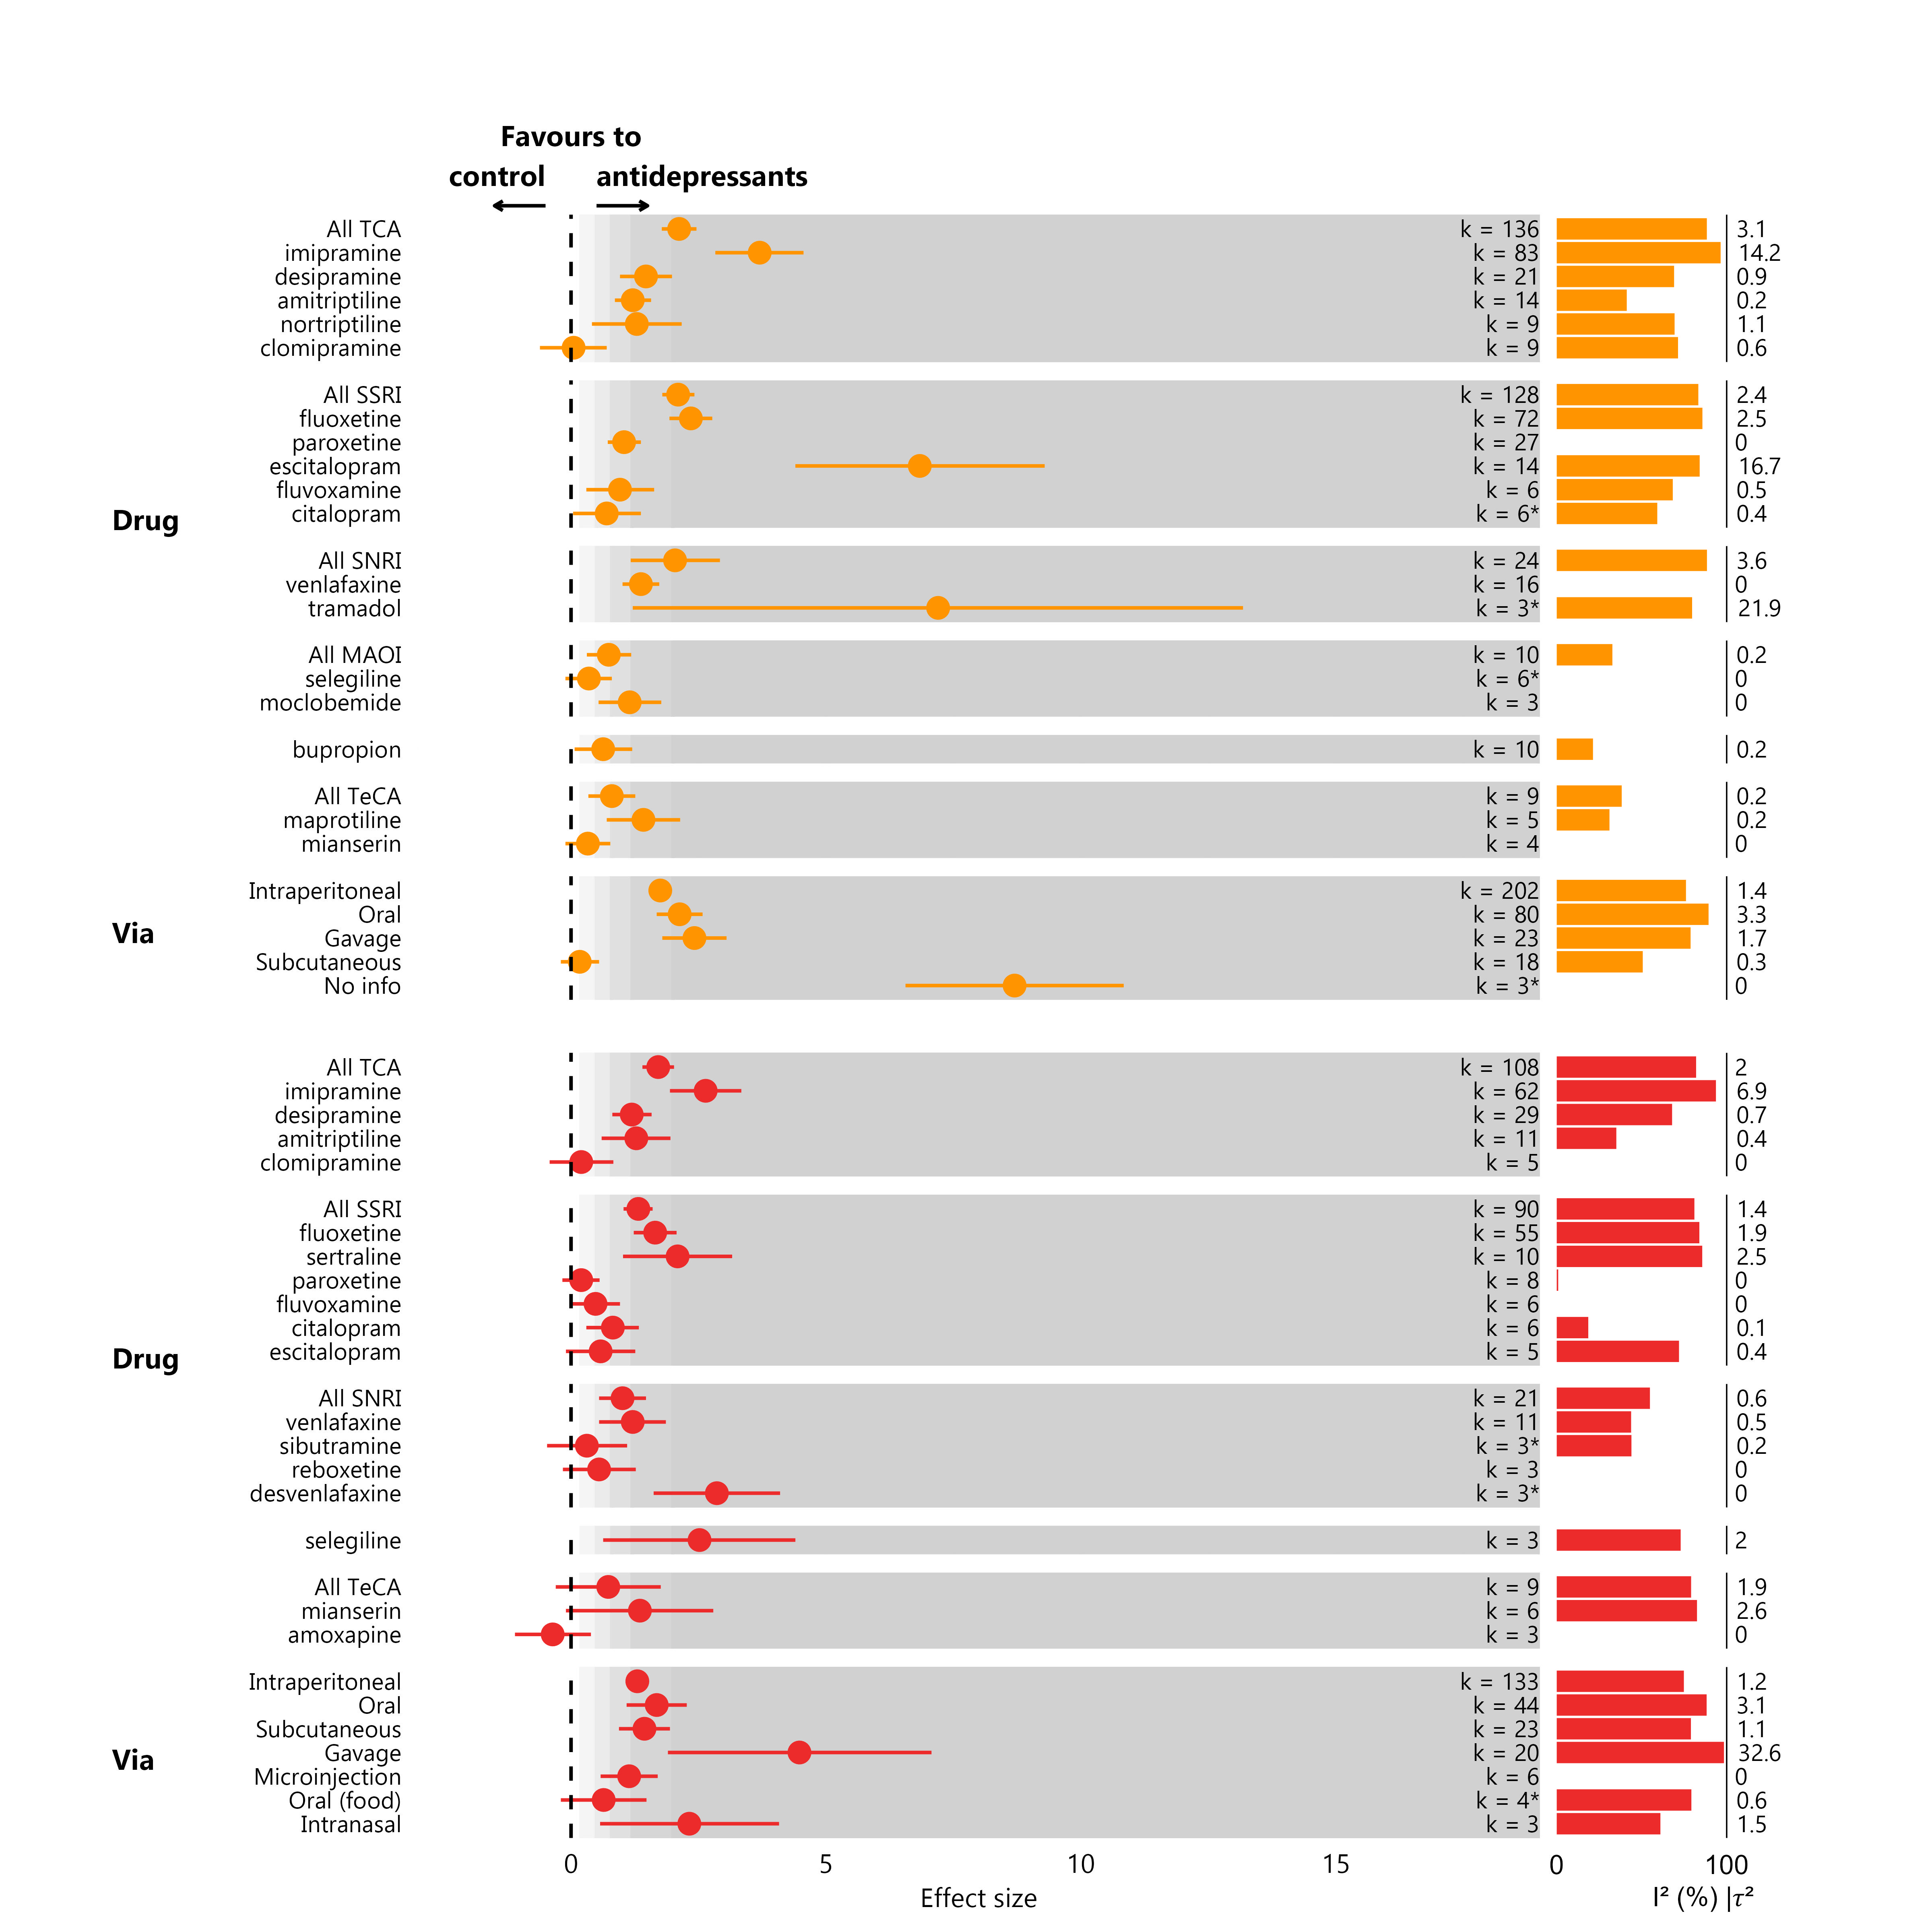 Favours to
control antidepressants
All TCA k = 136 3.1
imipramine k = 83 14.2
desipramine k = 21 0.9
amitriptiline k = 14 0.2
nortriptiline k = 9 1.1
clomipramine k = 9 0.6
All SSRI k = 128 2.4
fluoxetine k = 72 2.5
paroxetine k = 27 0
escitalopram k = 14 16.7
fluvoxamine k = 6 0.5
Drug
citalopram k = 6* 0.4
All SNRI k = 24 3.6
venlafaxine k = 16 0
tramadol k = 3* 21.9
All MAOI k = 10 0.2
selegiline k = 6* 0
moclobemide k = 3 0
bupropion k = 10 0.2
All TeCA k = 9 0.2
maprotiline k = 5 0.2
mianserin k = 4 0
Intraperitoneal k = 202 1.4
Oral k = 80 3.3
Via
Gavage k = 23 1.7
Subcutaneous k = 18 0.3
No info k = 3* 0
All TCA k = 108 2
imipramine k = 62 6.9
desipramine k = 29 0.7
amitriptiline k = 11 0.4
clomipramine k = 5 0
All SSRI k = 90 1.4
fluoxetine k = 55 1.9
sertraline k = 10 2.5
paroxetine k = 8 0
fluvoxamine k = 6 0
citalopram k = 6 0.1
escitalopram k = 5 0.4
Drug
All SNRI k = 21 0.6
venlafaxine k = 11 0.5
sibutramine k = 3* 0.2
reboxetine k = 3 0
desvenlafaxine k = 3* 0
selegiline k = 3 2
All TeCA k = 9 1.9
mianserin k = 6 2.6
amoxapine k = 3 0
Intraperitoneal k = 133 1.2
Oral k = 44 3.1
Subcutaneous k = 23 1.1
Gavage k = 20 32.6
Via
Microinjection k = 6 0
Oral (food) k = 4* 0.6
Intranasal k = 3 1.5
0 5 10 15 0 100
Effect size I² (%) |τ²